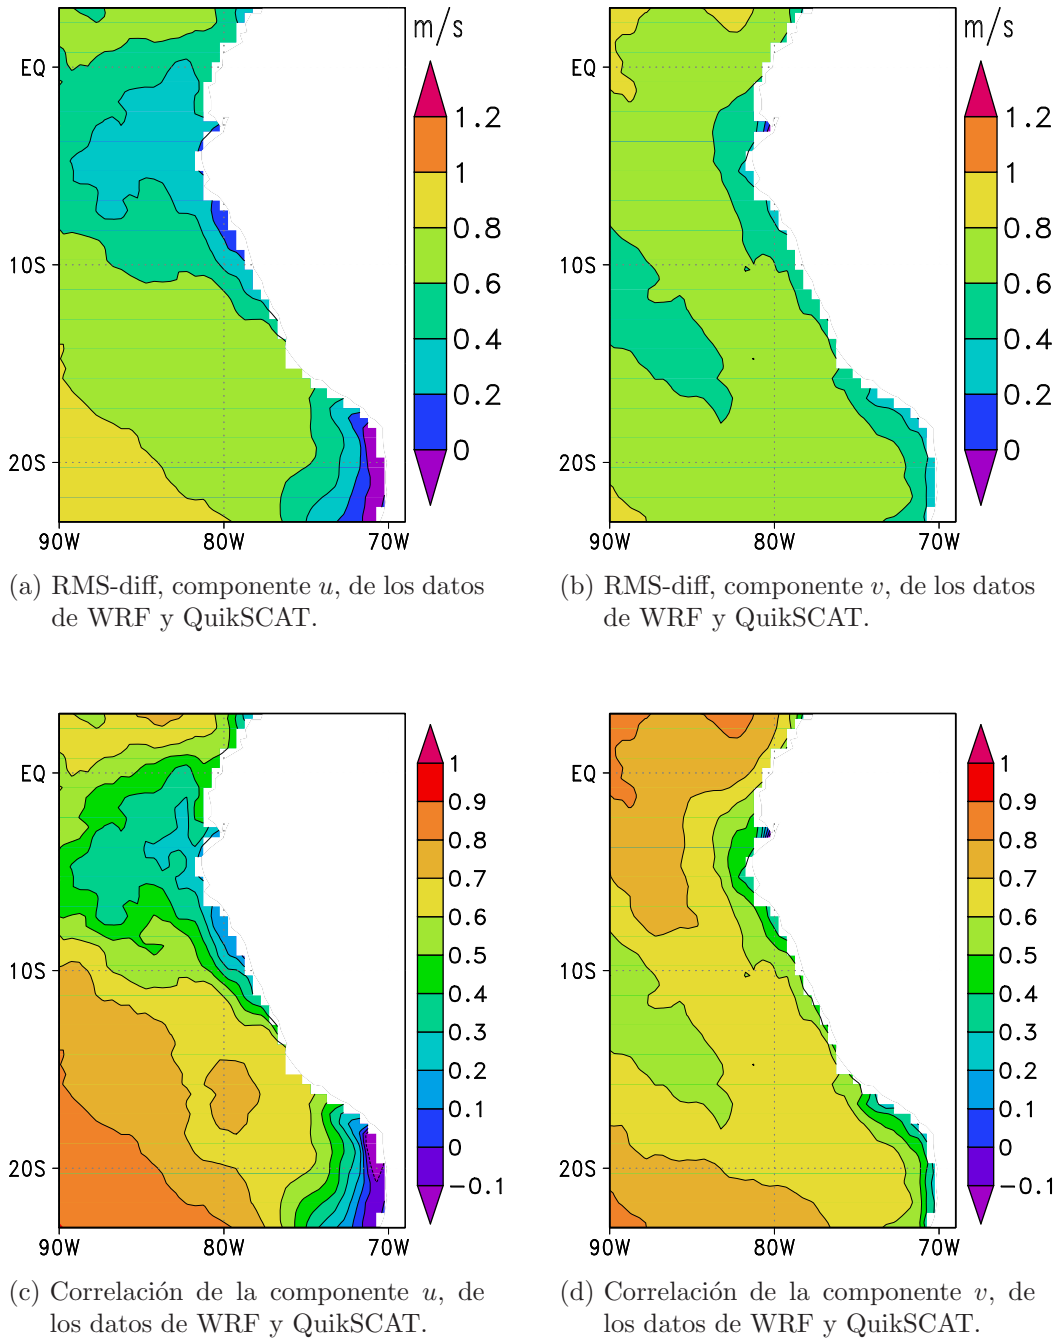 m/s
1.2
1
0.8
0.6
0.4
0.2
0
EQ
10S
20S
90W 80W 70W
m/s
1.2
1
0.8
0.6
0.4
0.2
0
EQ
10S
20S
90W 80W 70W
(a) RMS-diff, componente u, de los datos
de WRF y QuikSCAT.
(b) RMS-diff, componente v, de los datos
de WRF y QuikSCAT.
1
0.9
0.8
0.7
0.6
0.5
0.4
0.3
0.2
0.1
0
-0.1
EQ
10S
20S
90W 80W 70W
1
0.9
0.8
0.7
0.6
0.5
0.4
0.3
0.2
0.1
0
-0.1
EQ
10S
20S
90W 80W 70W
(c) Correlación de la componente u, de
los datos de WRF y QuikSCAT.
(d) Correlación de la componente v, de
los datos de WRF y QuikSCAT.